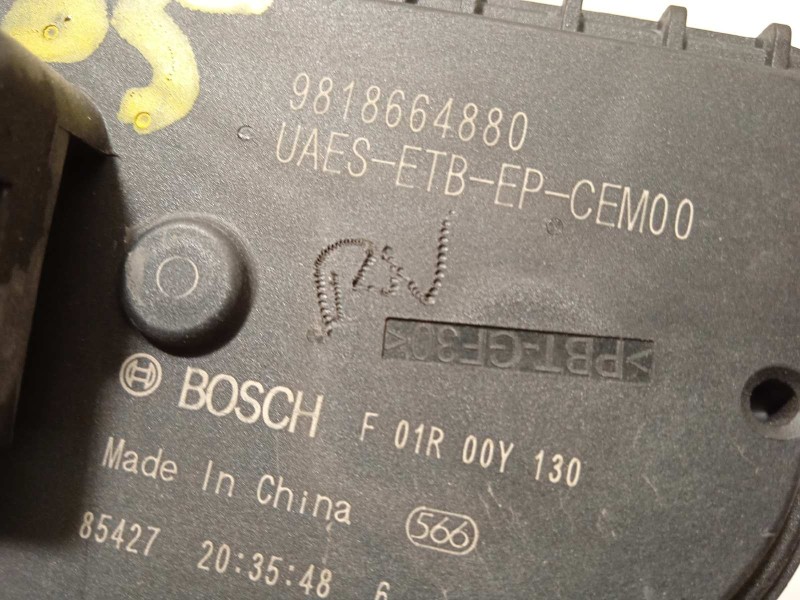 9818664880
UAES-ETB-EP-CEM00
>PBT-GF30<
BOSCH F 01R 00Y 130
Made In China 566
85427 20:35:48 6